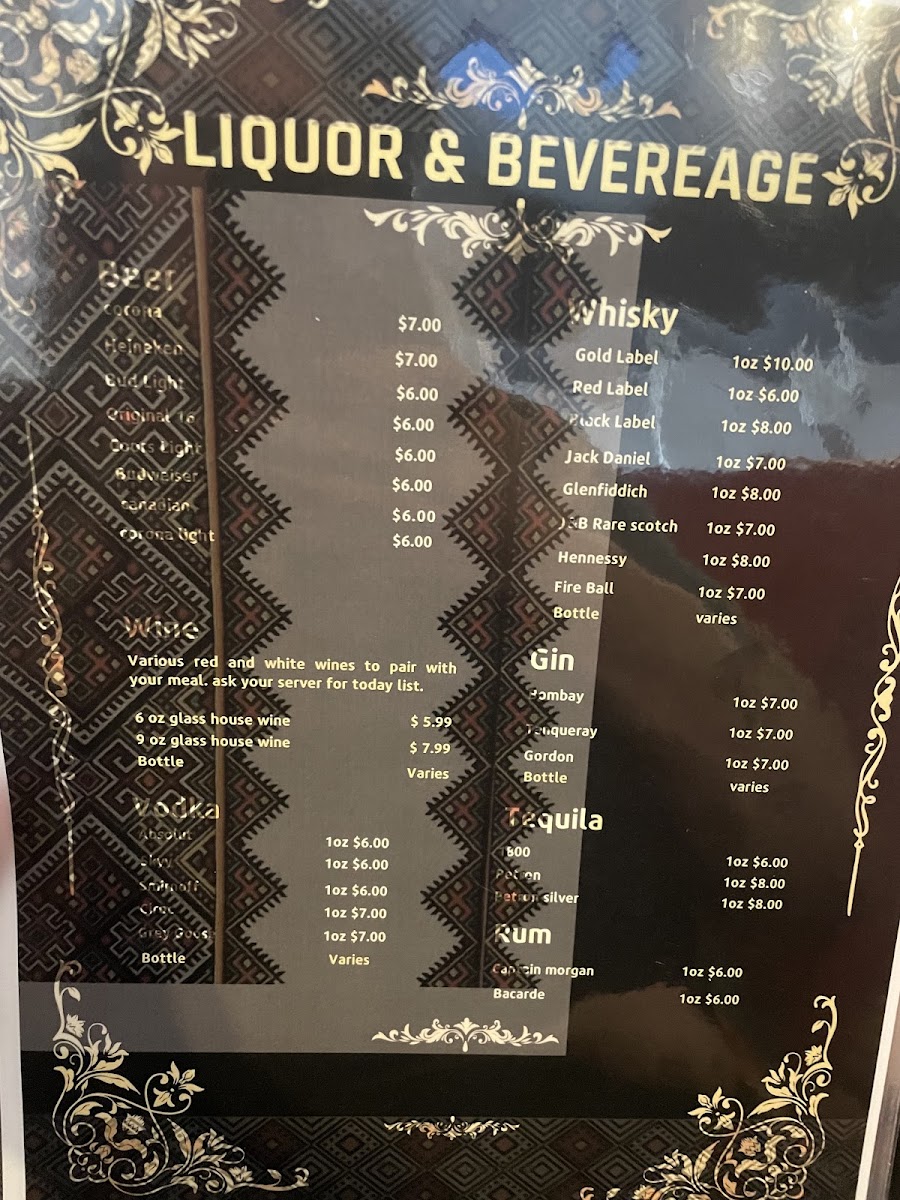 LIQUOR & BEVEREAGE
Beer
corona $7.00
Heineken $7.00
Bud Light $6.00
Original 16 $6.00
Coors Light $6.00
Budweiser $6.00
canadian $6.00
corona light $6.00
Wine
Various red and white wines to pair with
your meal. ask your server for today list.
6 oz glass house wine $ 5.99
9 oz glass house wine $ 7.99
Bottle Varies
Vodka
Absolut 1oz $6.00
Skyy 1oz $6.00
Smirnoff 1oz $6.00
Ciroc 1oz $7.00
Grey Goose 1oz $7.00
Bottle Varies
Whisky
Gold Label 1oz $10.00
Red Label 1oz $6.00
Black Label 1oz $8.00
Jack Daniel 1oz $7.00
Glenfiddich 1oz $8.00
J&B Rare scotch 1oz $7.00
Hennessy 1oz $8.00
Fire Ball 1oz $7.00
Bottle varies
Gin
Bombay 1oz $7.00
Tanqueray 1oz $7.00
Gordon 1oz $7.00
Bottle varies
Tequila
1800 1oz $6.00
Patron 1oz $8.00
Patron silver 1oz $8.00
Rum
Captain morgan 1oz $6.00
Bacarde 1oz $6.00